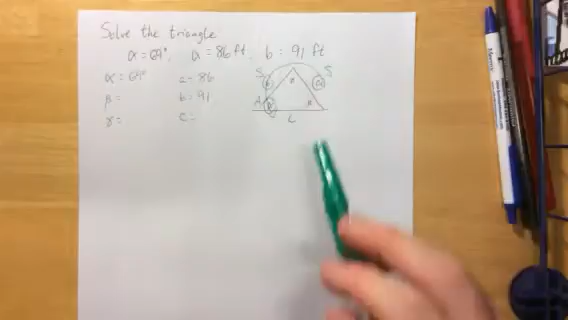 Solve the triangle
α = 69°, a = 86 ft, b = 91 ft
α = 69° a = 86
β = b = 91
γ = c =
S S
A
c